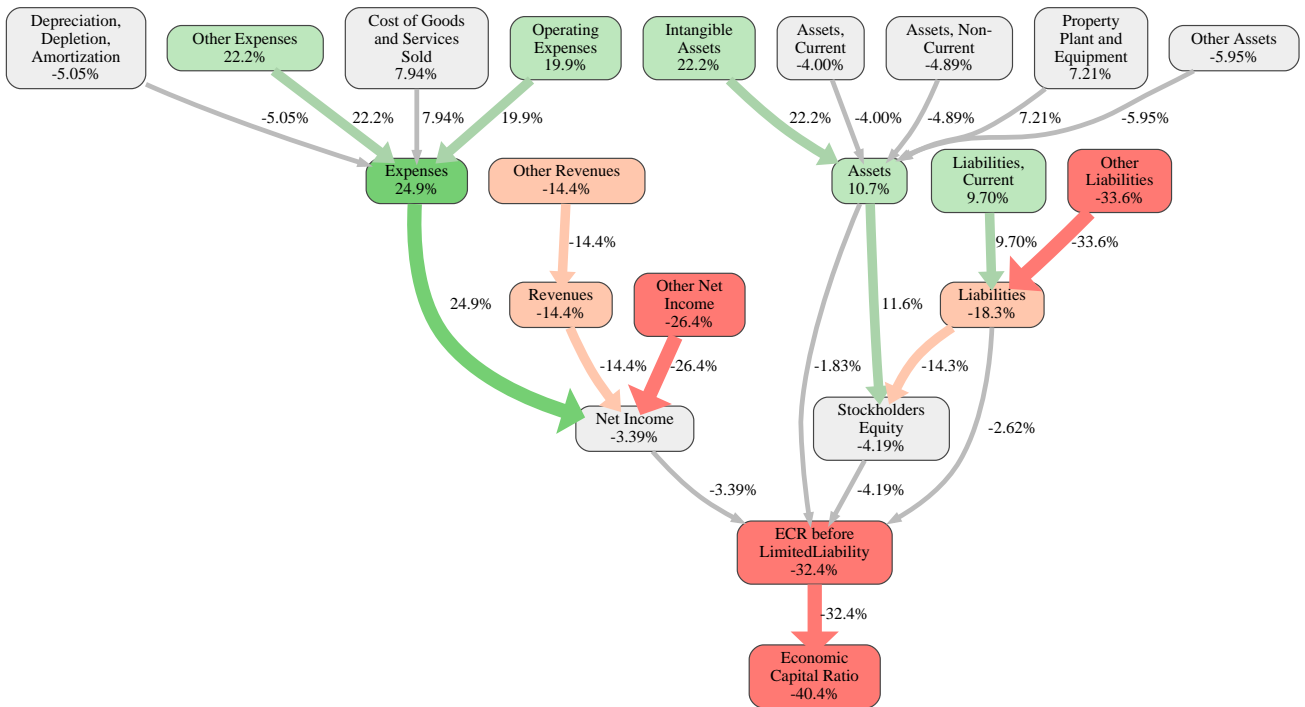 Depreciation,
Depletion,
Amortization
-5.05%
Other Expenses
22.2%
Cost of Goods
and Services
Sold
7.94%
Operating
Expenses
19.9%
Intangible
Assets
22.2%
Assets,
Current
-4.00%
Assets, Non-
Current
-4.89%
Property
Plant and
Equipment
7.21%
Other Assets
-5.95%
-5.05%
22.2%
7.94%
19.9%
22.2%
-4.00%
-4.89%
7.21%
-5.95%
Expenses
24.9%
Other Revenues
-14.4%
Assets
10.7%
Liabilities,
Current
9.70%
Other
Liabilities
-33.6%
-14.4%
9.70%
-33.6%
24.9%
Revenues
-14.4%
Other Net
Income
-26.4%
11.6%
Liabilities
-18.3%
-14.4%
-26.4%
-1.83%
-14.3%
Net Income
-3.39%
Stockholders
Equity
-4.19%
-2.62%
-3.39%
-4.19%
ECR before
LimitedLiability
-32.4%
-32.4%
Economic
Capital Ratio
-40.4%